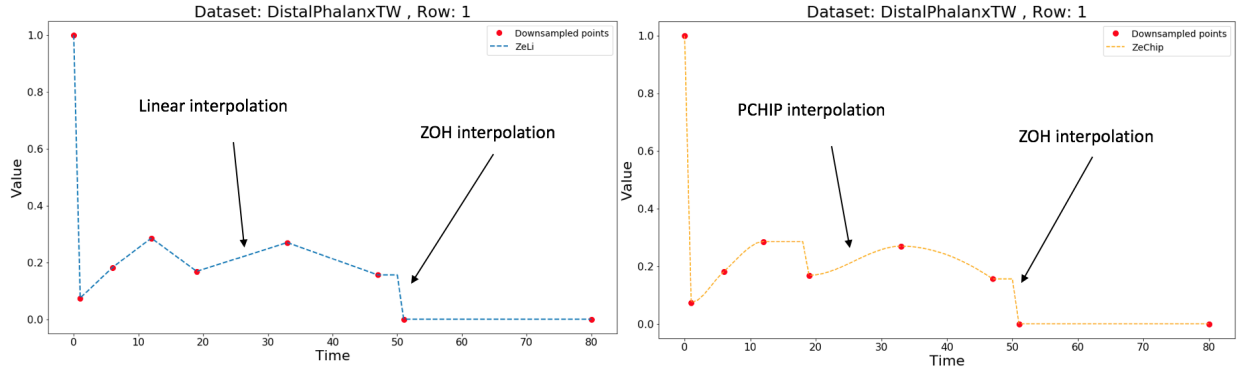 Dataset: DistalPhalanxTW , Row: 1
Downsampled points
ZeLi
Linear interpolation
ZOH interpolation
Value
1.0
0.8
0.6
0.4
0.2
0.0
0 10 20 30 40 50 60 70 80
Time
Dataset: DistalPhalanxTW , Row: 1
Downsampled points
ZeChip
PCHIP interpolation
ZOH interpolation
Value
1.0
0.8
0.6
0.4
0.2
0.0
0 10 20 30 40 50 60 70 80
Time